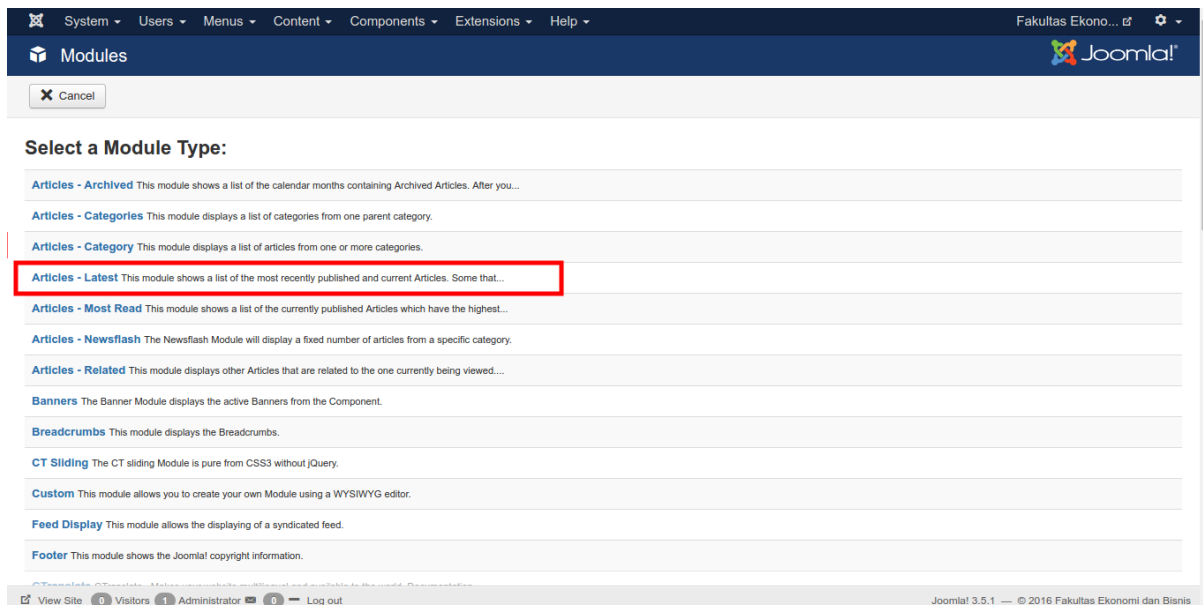 System Users Menus Content Components Extensions Help Fakultas Ekono...
Modules Joomla!®
Cancel
Select a Module Type:
Articles - Archived This module shows a list of the calendar months containing Archived Articles. After you...
Articles - Categories This module displays a list of categories from one parent category.
Articles - Category This module displays a list of articles from one or more categories.
Articles - Latest This module shows a list of the most recently published and current Articles. Some that...
Articles - Most Read This module shows a list of the currently published Articles which have the highest...
Articles - Newsflash The Newsflash Module will display a fixed number of articles from a specific category.
Articles - Related This module displays other Articles that are related to the one currently being viewed....
Banners The Banner Module displays the active Banners from the Component.
Breadcrumbs This module displays the Breadcrumbs.
CT Sliding The CT sliding Module is pure from CSS3 without jQuery.
Custom This module allows you to create your own Module using a WYSIWYG editor.
Feed Display This module allows the displaying of a syndicated feed.
Footer This module shows the Joomla! copyright information.
View Site 0 Visitors 1 Administrator 0 Log out Joomla! 3.5.1 — © 2016 Fakultas Ekonomi dan Bisnis